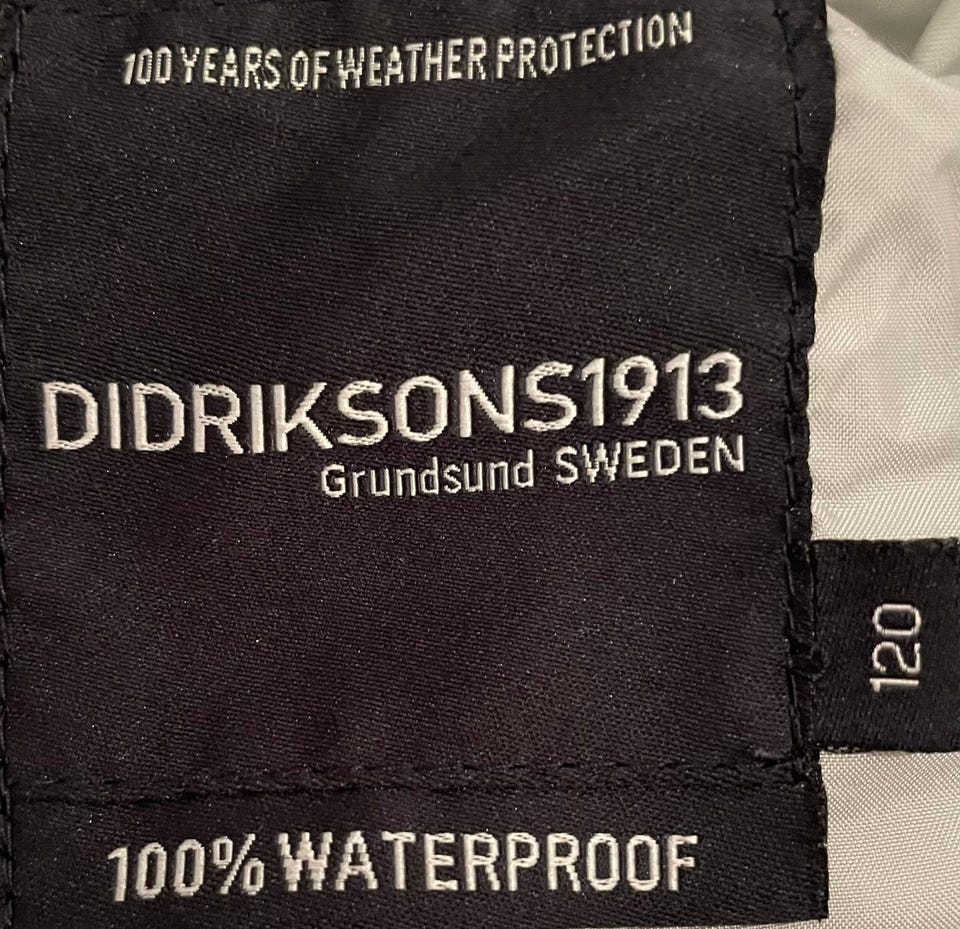 100 YEARS OF WEATHER PROTECTION
DIDRIKSONS1913
Grundsund SWEDEN
120
100% WATERPROOF